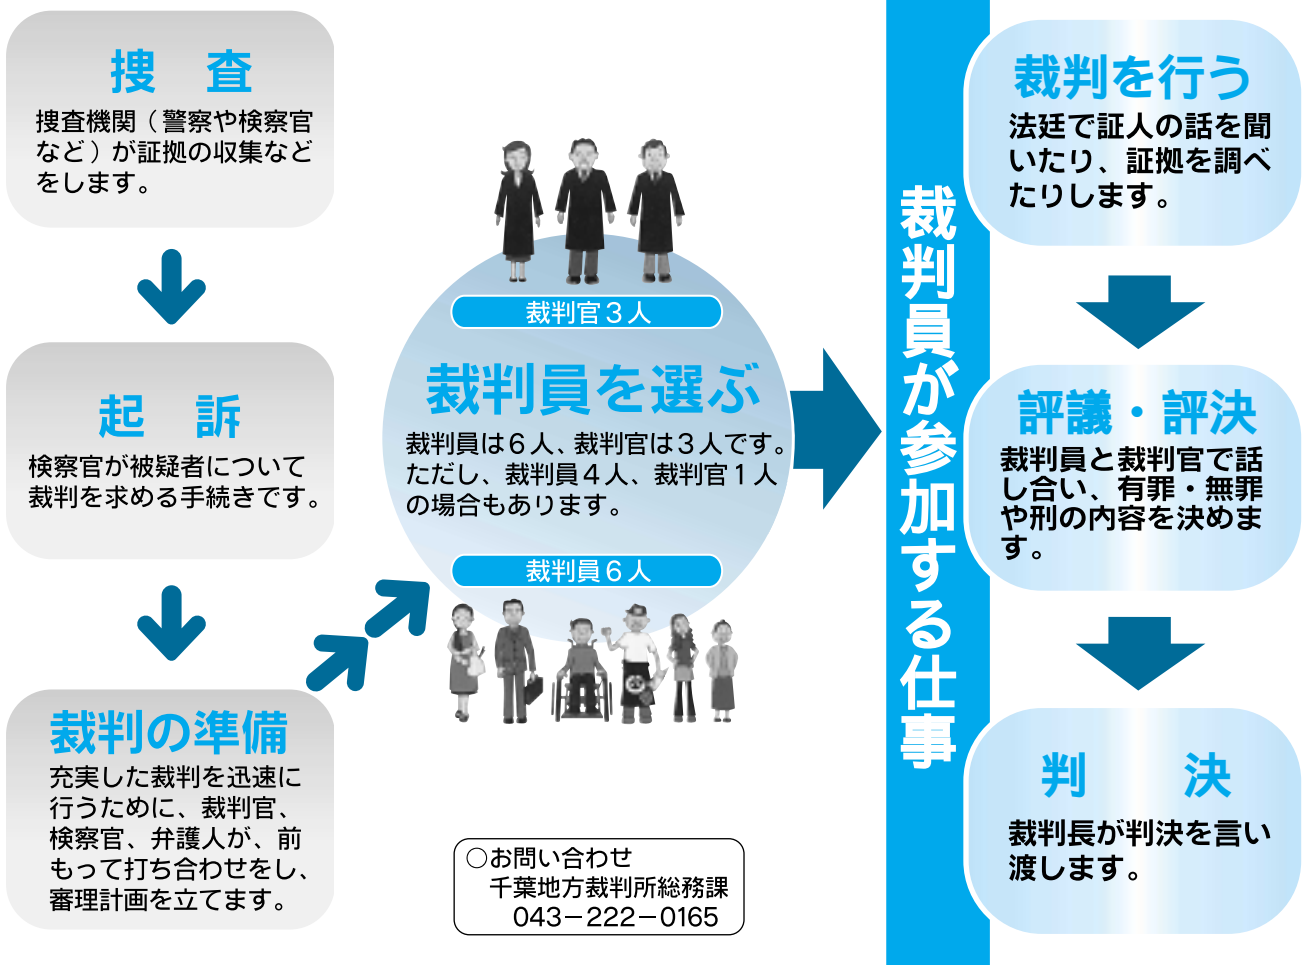 捜　査
捜査機関（警察や検察官
など）が証拠の収集など
をします。
起　訴
検察官が被疑者について
裁判を求める手続きです。
裁判の準備
充実した裁判を迅速に
行うために、裁判官、
検察官、弁護人が、前
もって打ち合わせをし、
審理計画を立てます。
裁判官３人
裁判員を選ぶ
裁判員は６人、裁判官は３人です。
ただし、裁判員４人、裁判官１人
の場合もあります。
裁判員６人
○お問い合わせ
千葉地方裁判所総務課
043－222－0165
裁判員が参加する仕事
裁判を行う
法廷で証人の話を聞
いたり、証拠を調べ
たりします。
評議・評決
裁判員と裁判官で話
し合い、有罪・無罪
や刑の内容を決めま
す。
判　決
裁判長が判決を言い
渡します。